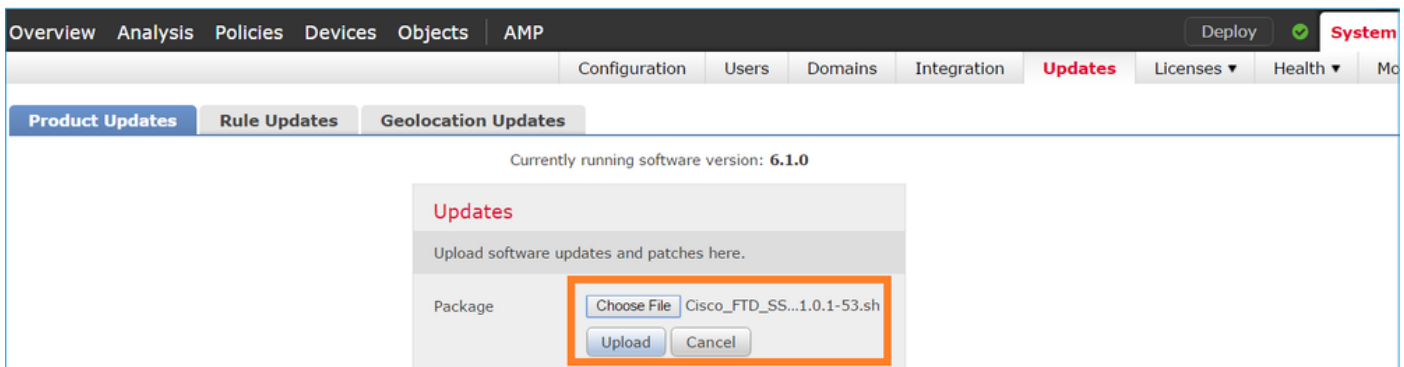 Overview Analysis Policies Devices Objects AMP Deploy System
Configuration Users Domains Integration Updates Licenses ▼ Health ▼ Mo
Product Updates Rule Updates Geolocation Updates
Currently running software version: 6.1.0
Updates
Upload software updates and patches here.
Package Choose File Cisco_FTD_SS...1.0.1-53.sh
Upload Cancel